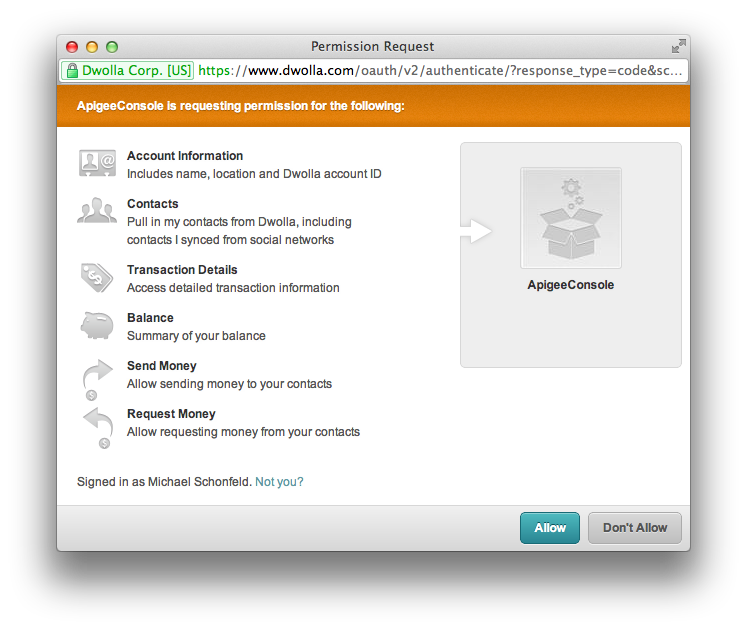 Permission Request
Dwolla Corp. [US] https://www.dwolla.com/oauth/v2/authenticate/?response_type=code&sc...
ApigeeConsole is requesting permission for the following:
Account Information
Includes name, location and Dwolla account ID
Contacts
Pull in my contacts from Dwolla, including
contacts I synced from social networks
Transaction Details
Access detailed transaction information
Balance
Summary of your balance
Send Money
Allow sending money to your contacts
Request Money
Allow requesting money from your contacts
ApigeeConsole
Signed in as Michael Schonfeld. Not you?
Allow
Don't Allow